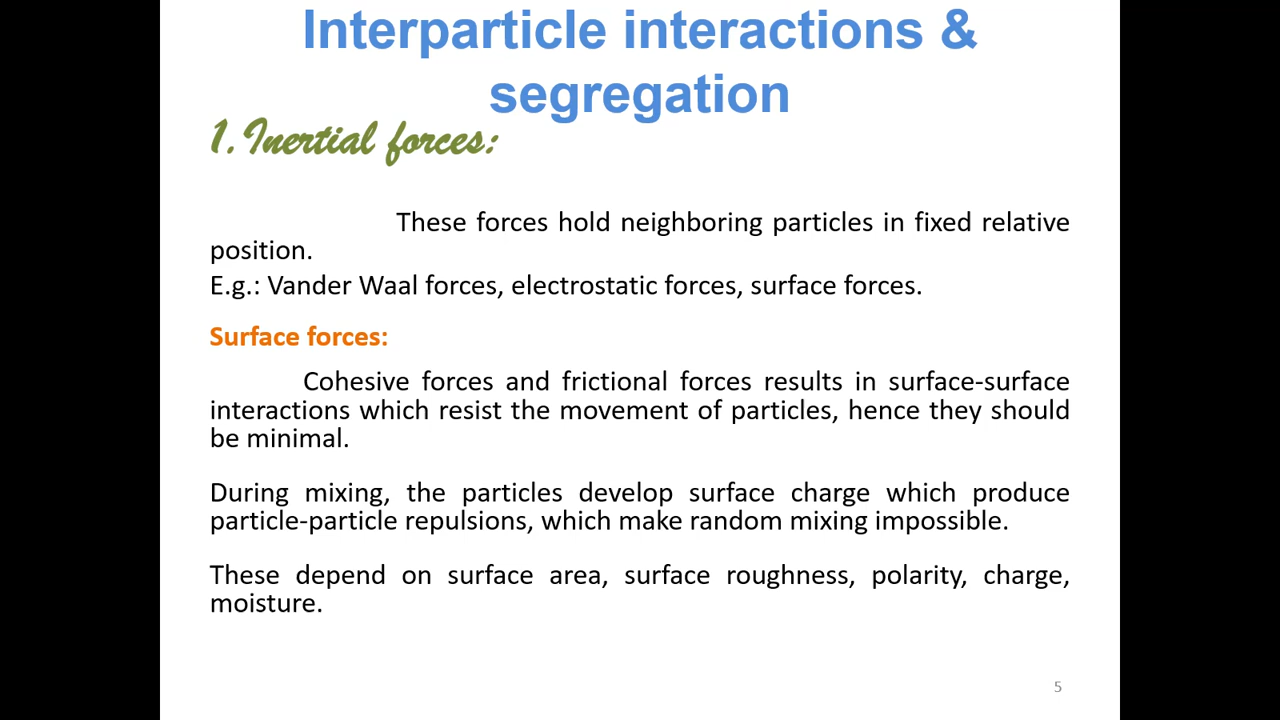 Interparticle interactions &
segregation
1. Inertial forces:
These forces hold neighboring particles in fixed relative
position.
E.g.: Vander Waal forces, electrostatic forces, surface forces.
Surface forces:
Cohesive forces and frictional forces results in surface-surface
interactions which resist the movement of particles, hence they should
be minimal.
During mixing, the particles develop surface charge which produce
particle-particle repulsions, which make random mixing impossible.
These depend on surface area, surface roughness, polarity, charge,
moisture.
5